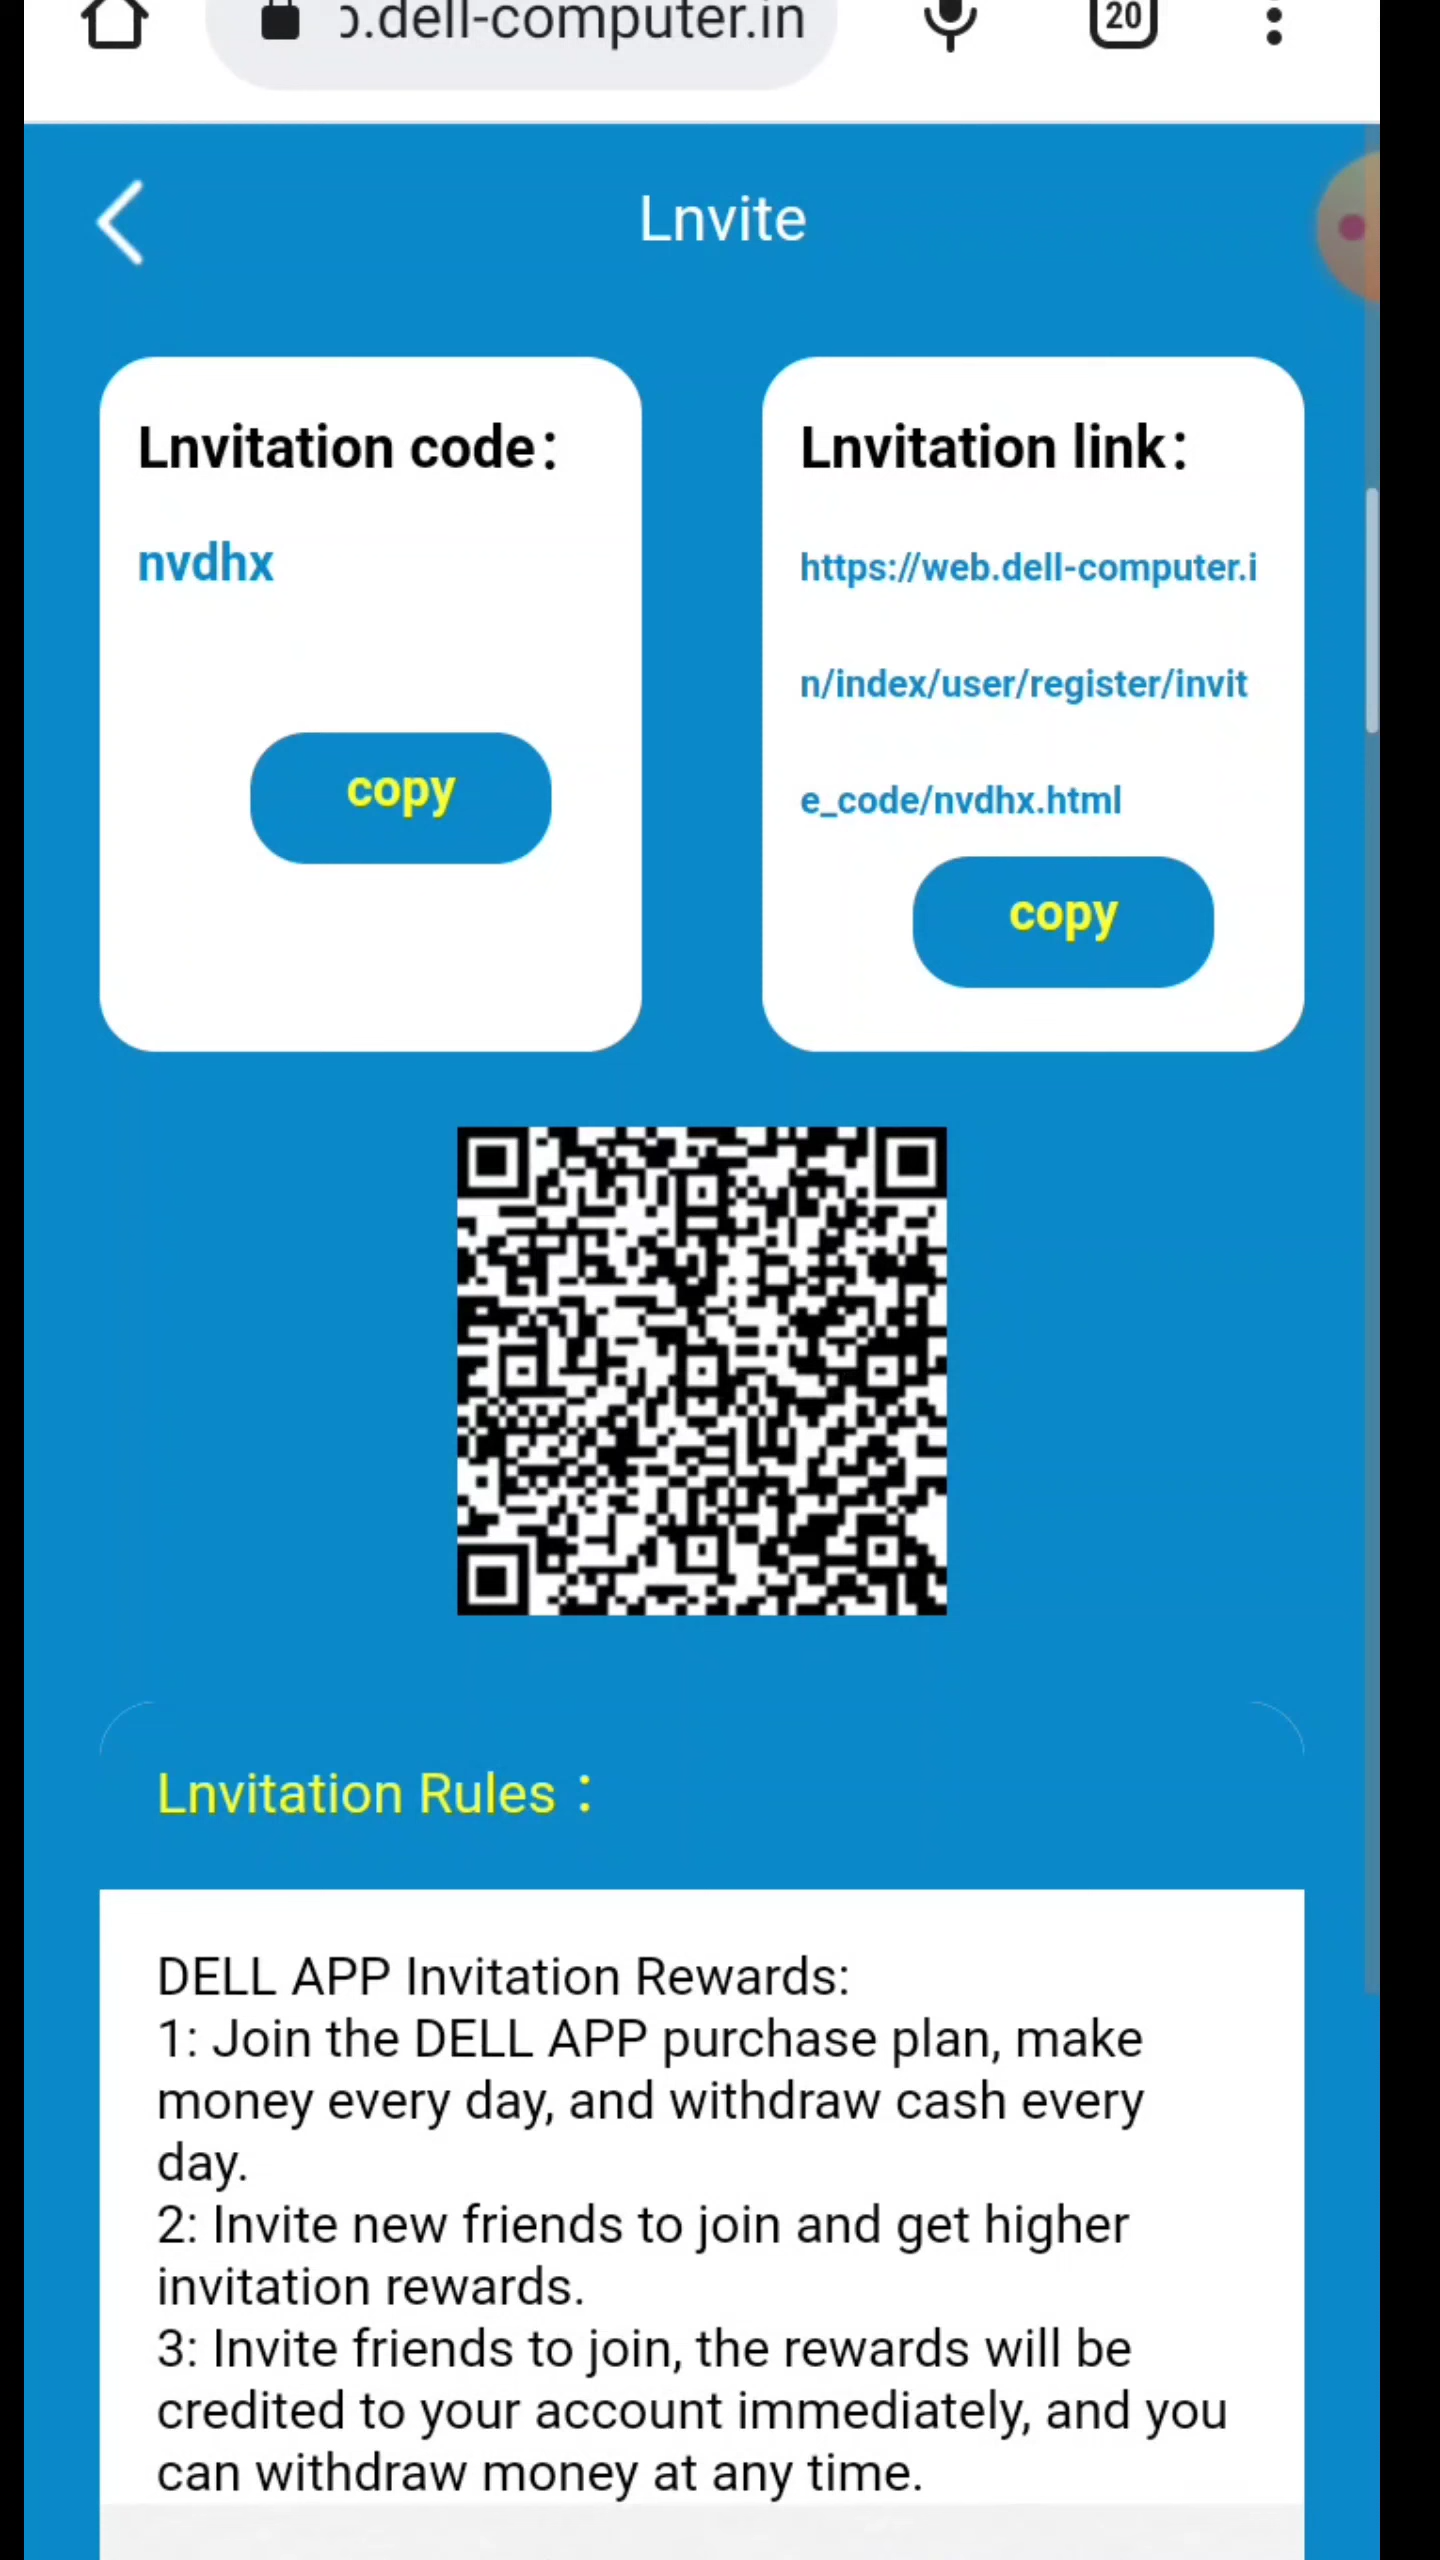 .dell-computer.in
20
Lnvite
Lnvitation code：
nvdhx
copy
Lnvitation link：
https://web.dell-computer.i
n/index/user/register/invit
e_code/nvdhx.html
copy
Lnvitation Rules：
DELL APP Invitation Rewards:
1: Join the DELL APP purchase plan, make
money every day, and withdraw cash every
day.
2: Invite new friends to join and get higher
invitation rewards.
3: Invite friends to join, the rewards will be
credited to your account immediately, and you
can withdraw money at any time.